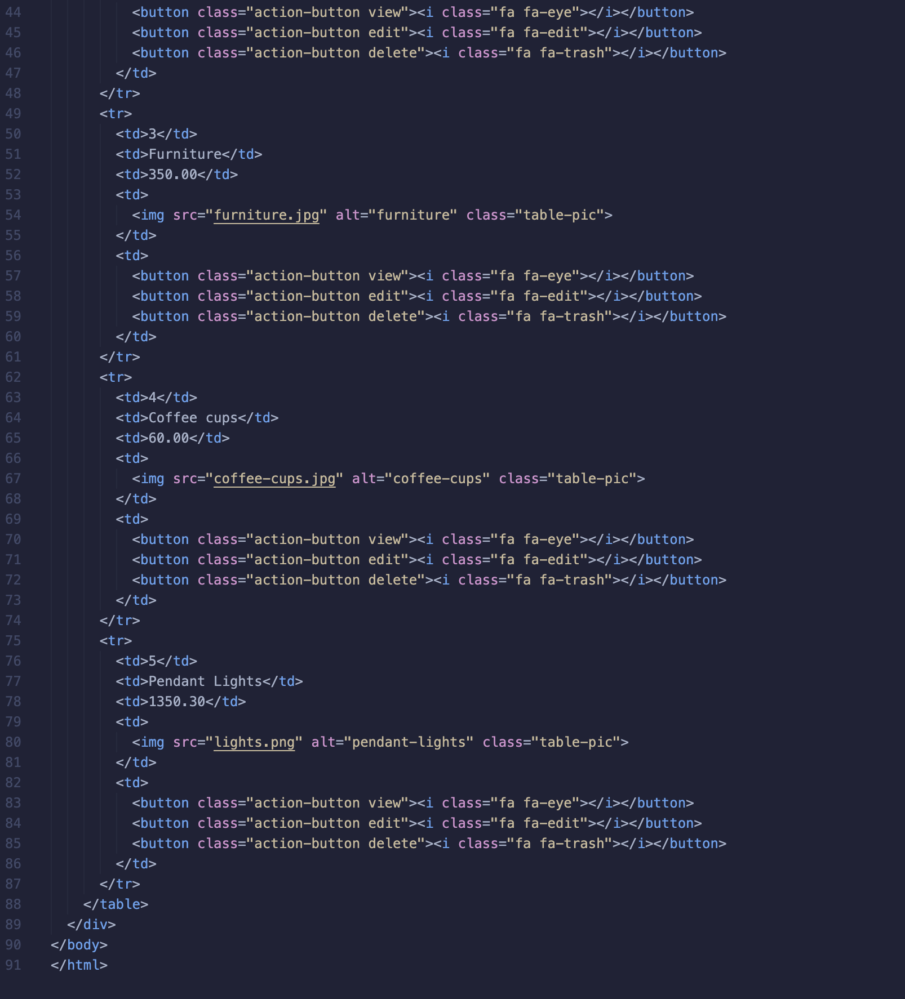 44 <button class="action-button view"><i class="fa fa-eye"></i></button>
45 <button class="action-button edit"><i class="fa fa-edit"></i></button>
46 <button class="action-button delete"><i class="fa fa-trash"></i></button>
47 </td>
48 </tr>
49 <tr>
50 <td>3</td>
51 <td>Furniture</td>
52 <td>350.00</td>
53 <td>
54 <img src="furniture.jpg" alt="furniture" class="table-pic">
55 </td>
56 <td>
57 <button class="action-button view"><i class="fa fa-eye"></i></button>
58 <button class="action-button edit"><i class="fa fa-edit"></i></button>
59 <button class="action-button delete"><i class="fa fa-trash"></i></button>
60 </td>
61 </tr>
62 <tr>
63 <td>4</td>
64 <td>Coffee cups</td>
65 <td>60.00</td>
66 <td>
67 <img src="coffee-cups.jpg" alt="coffee-cups" class="table-pic">
68 </td>
69 <td>
70 <button class="action-button view"><i class="fa fa-eye"></i></button>
71 <button class="action-button edit"><i class="fa fa-edit"></i></button>
72 <button class="action-button delete"><i class="fa fa-trash"></i></button>
73 </td>
74 </tr>
75 <tr>
76 <td>5</td>
77 <td>Pendant Lights</td>
78 <td>1350.30</td>
79 <td>
80 <img src="lights.png" alt="pendant-lights" class="table-pic">
81 </td>
82 <td>
83 <button class="action-button view"><i class="fa fa-eye"></i></button>
84 <button class="action-button edit"><i class="fa fa-edit"></i></button>
85 <button class="action-button delete"><i class="fa fa-trash"></i></button>
86 </td>
87 </tr>
88 </table>
89 </div>
90 </body>
91 </html>